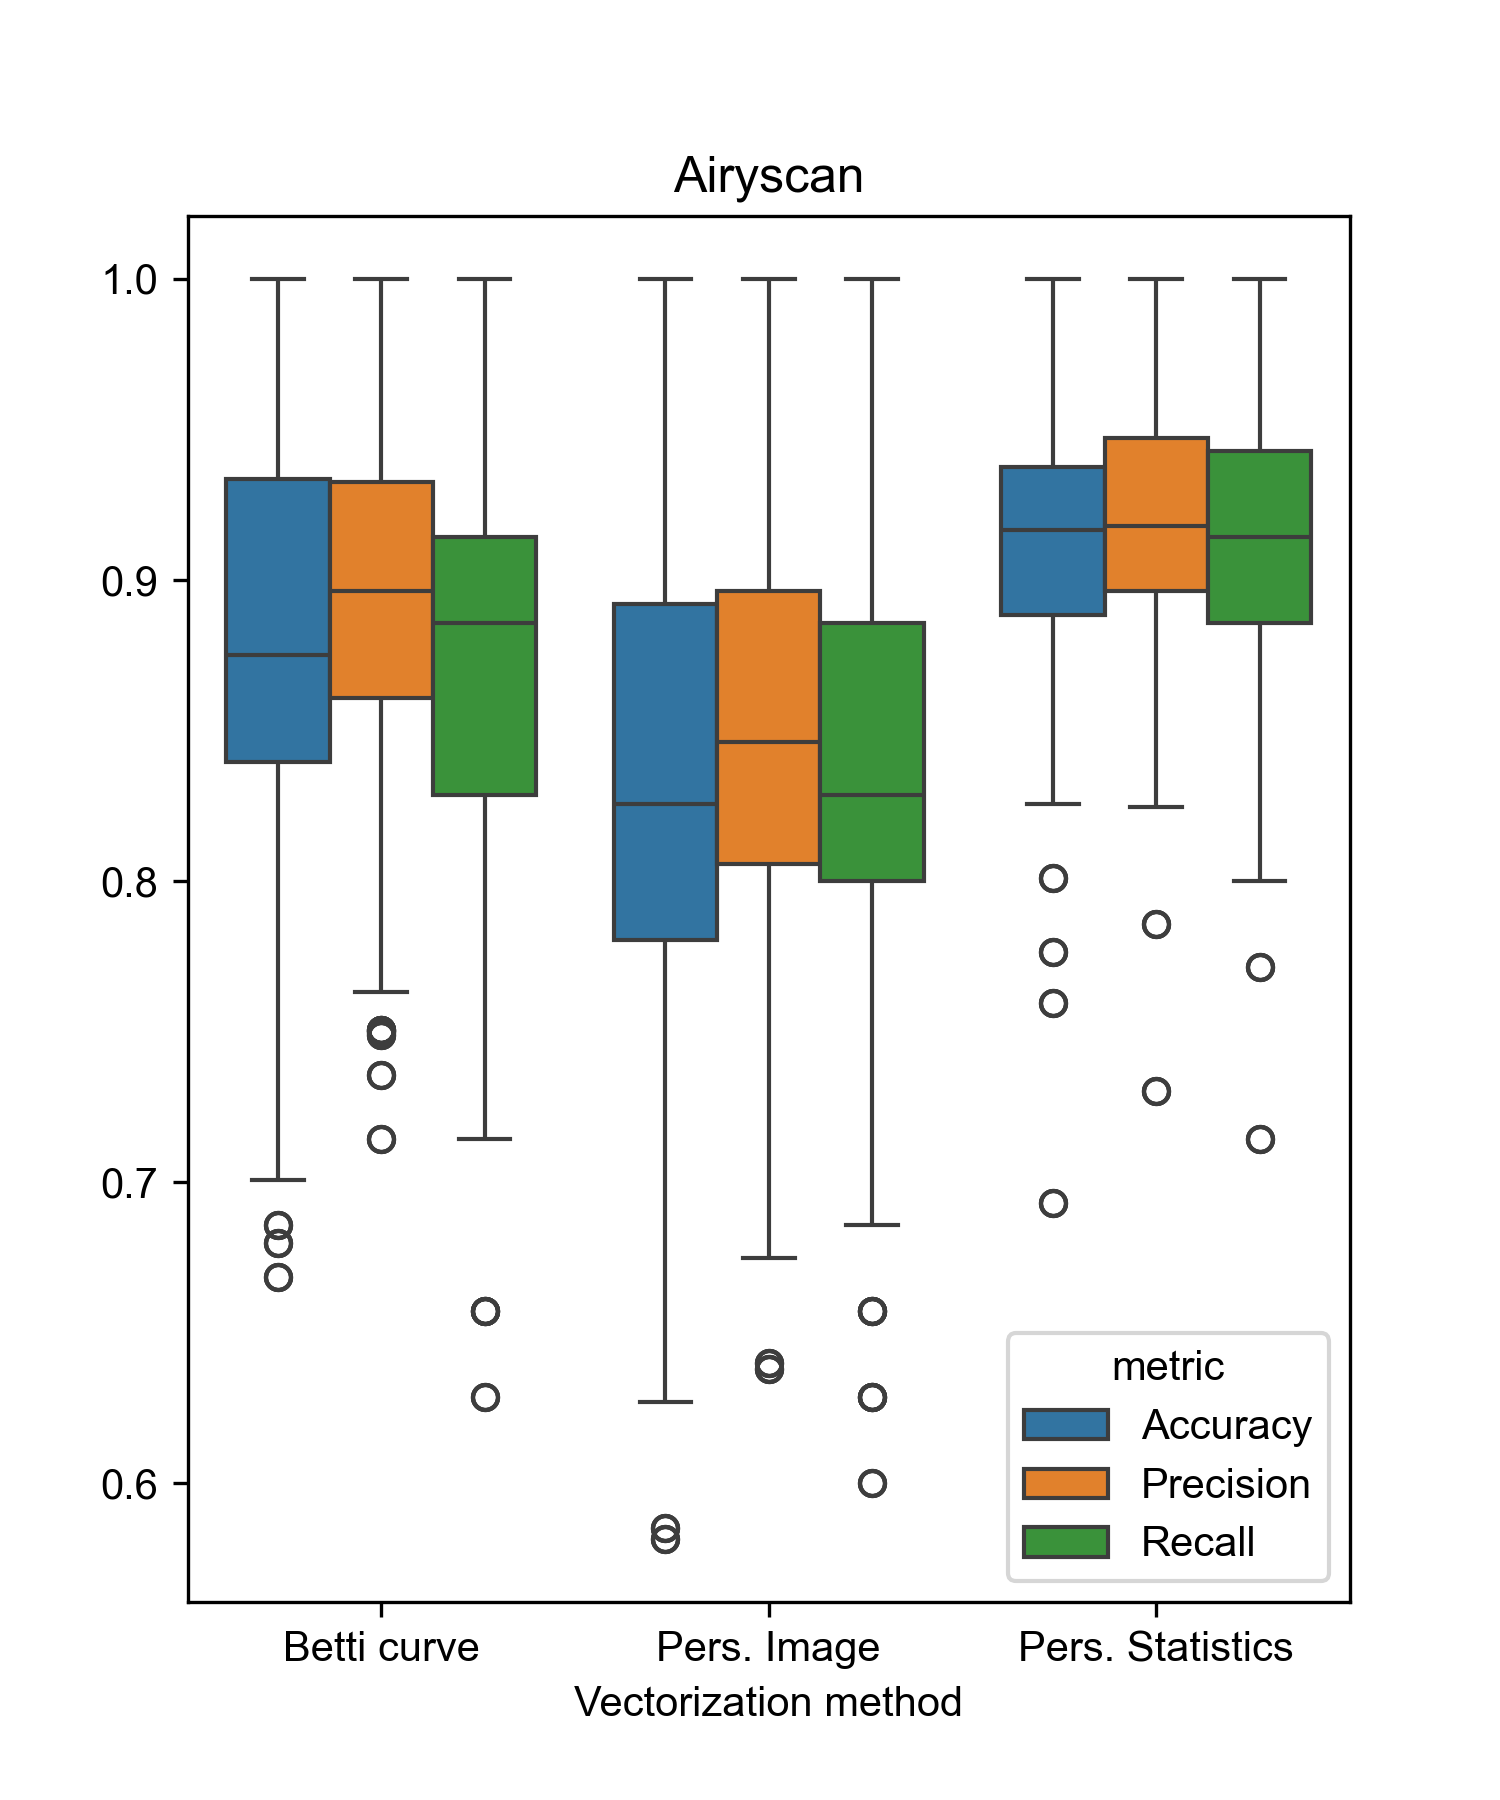 Airyscan
1.0
0.9
0.8
0.7
0.6
metric
Accuracy
Precision
Recall
Betti curve
Pers. Image
Pers. Statistics
Vectorization method